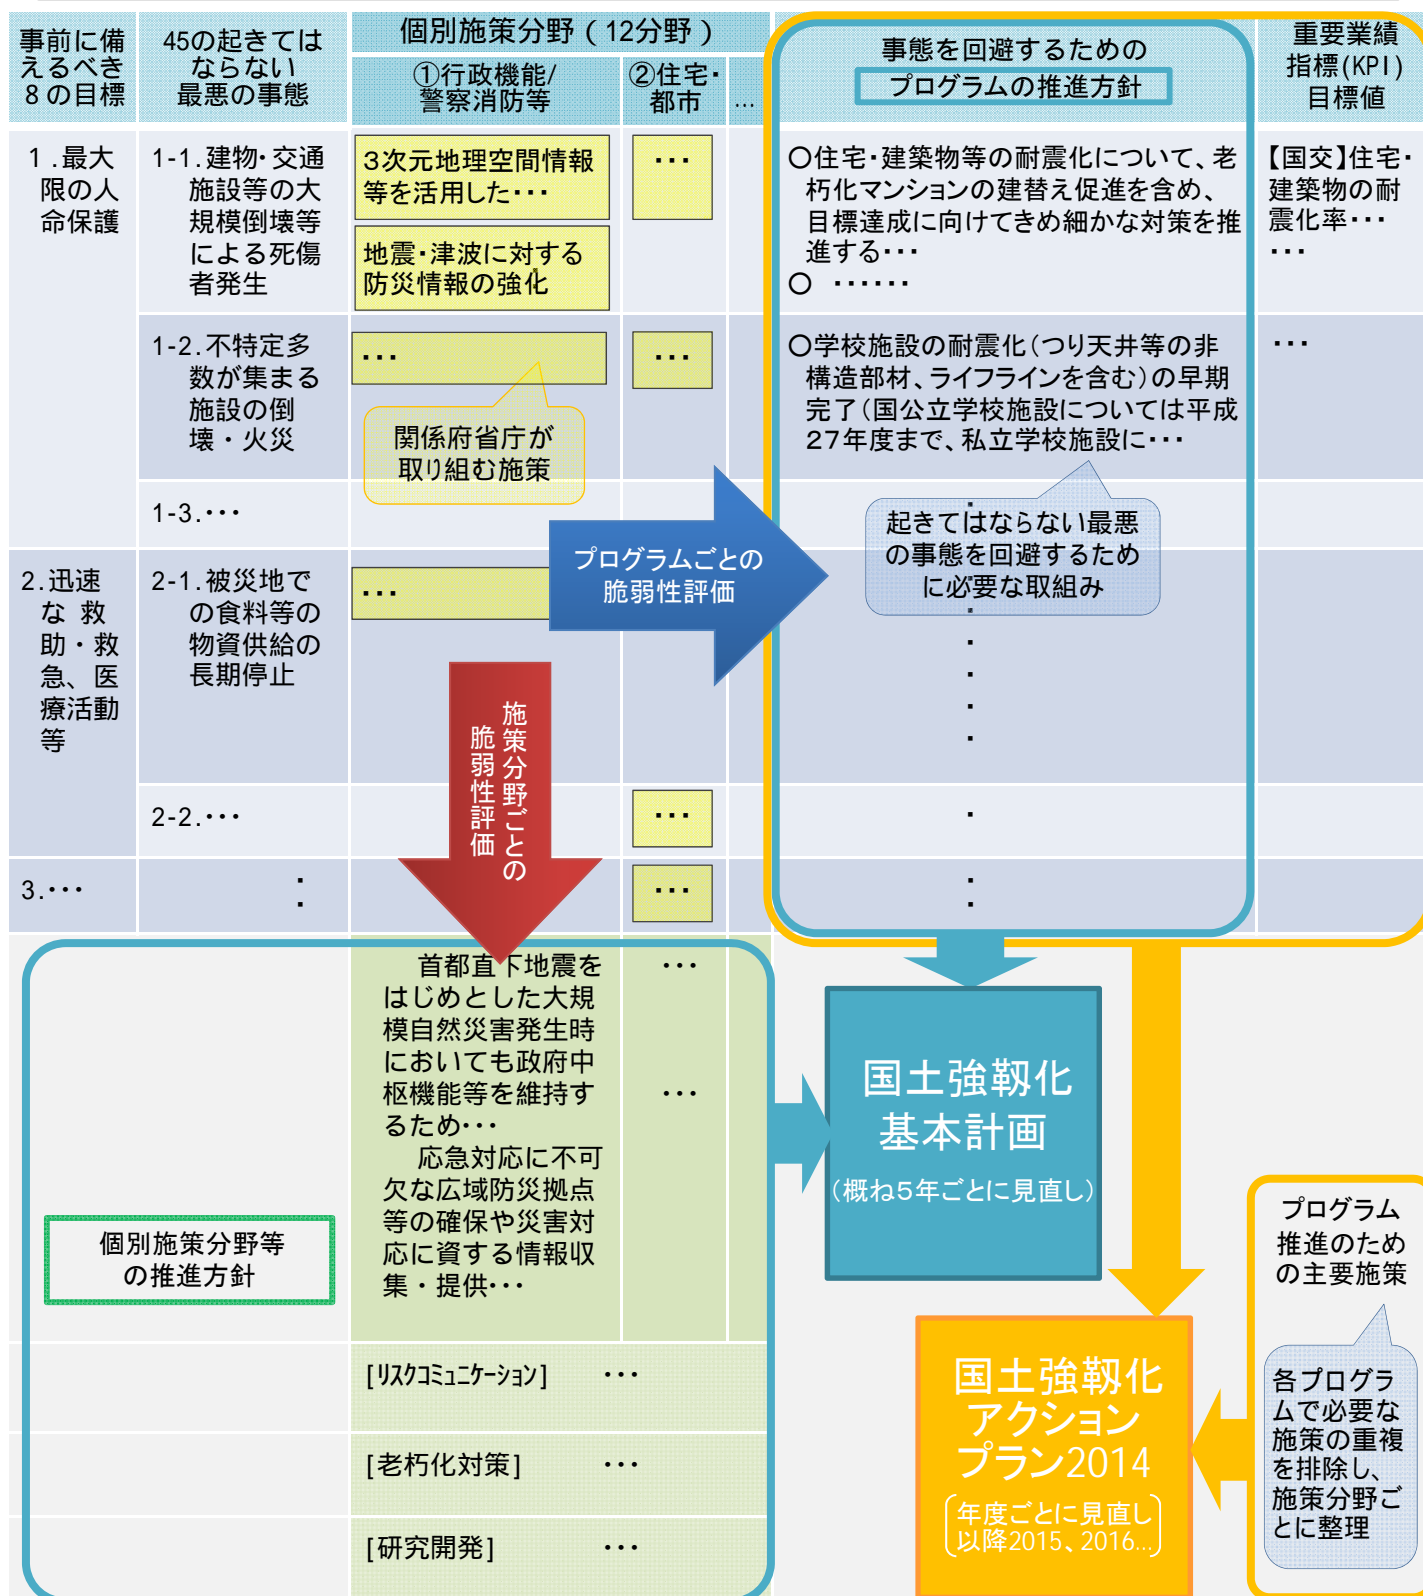 事前に備
えるべき
８の目標
45の起きては
ならない
最悪の事態
個別施策分野（12分野）
①行政機能/
警察消防等
②住宅・
都市
…
事態を回避するための
プログラムの推進方針
重要業績
指標(KPI)
目標値
1.最大
限の人
命保護
1-1.建物・交通
施設等の大
規模倒壊等
による死傷
者発生
３次元地理空間情報
等を活用した・・・
地震・津波に対する
防災情報の強化
・・・
○住宅・建築物等の耐震化について、老
朽化マンションの建替え促進を含め、
目標達成に向けてきめ細かな対策を推
進する・・・
○ ・・・・・・
【国交】住宅・
建築物の耐
震化率・・・
・・・
1-2.不特定多
数が集まる
施設の倒
壊・火災
・・・
・・・
関係府省庁が
取り組む施策
○学校施設の耐震化（つり天井等の非
構造部材、ライフラインを含む）の早期
完了（国公立学校施設については平成
２７年度まで、私立学校施設に・・・
・・・
1-3.・・・
プログラムごとの
脆弱性評価
起きてはならない最悪
の事態を回避するため
に必要な取組み
2.迅速
な 救
助・救
急、医
療活動
等
2-1.被災地で
の食料等の
物資供給の
長期停止
・・・
施策分野ごとの
脆弱性評価
2-2.・・・
・・・
3.・・・
・・・
首都直下地震を
はじめとした大規
模自然災害発生時
においても政府中
枢機能等を維持す
るため・・・
応急対応に不可
欠な広域防災拠点
等の確保や災害対
応に資する情報収
集・提供・・・
・・・
・・・
個別施策分野等
の推進方針
国土強靱化
基本計画
（概ね５年ごとに見直し）
プログラム
推進のため
の主要施策
各プログラ
ムで必要な
施策の重複
を排除し、
施策分野ご
とに整理
[ﾘｽｸｺﾐｭﾆｹｰｼｮﾝ] ・・・
[老朽化対策] ・・・
[研究開発] ・・・
国土強靱化
アクション
プラン2014
年度ごとに見直し
以降2015、2016…